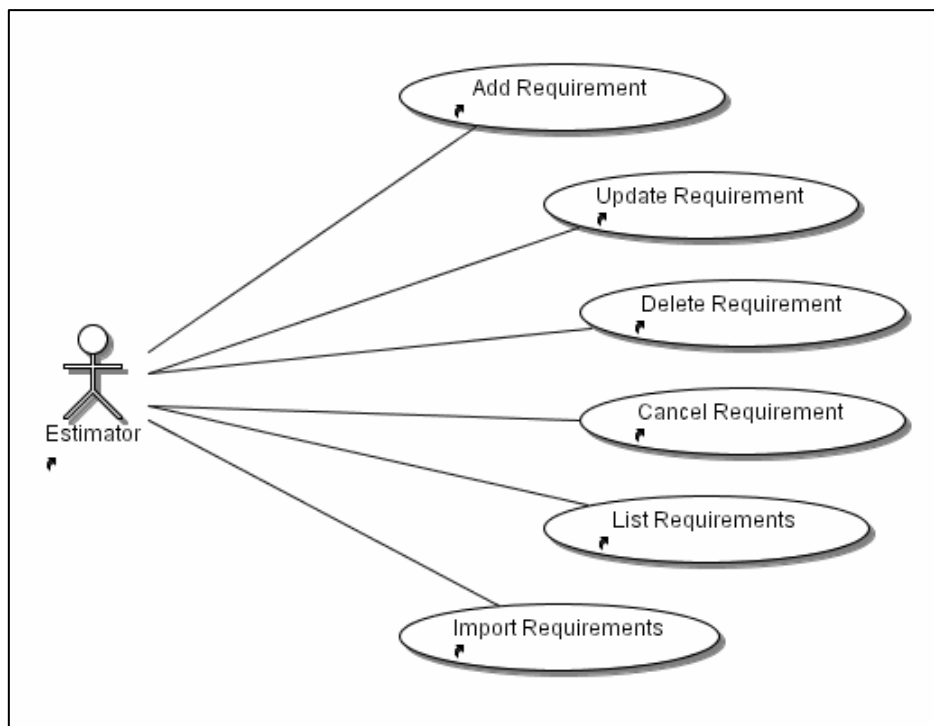 Add Requirement
Update Requirement
Delete Requirement
Estimator
Cancel Requirement
List Requirements
Import Requirements